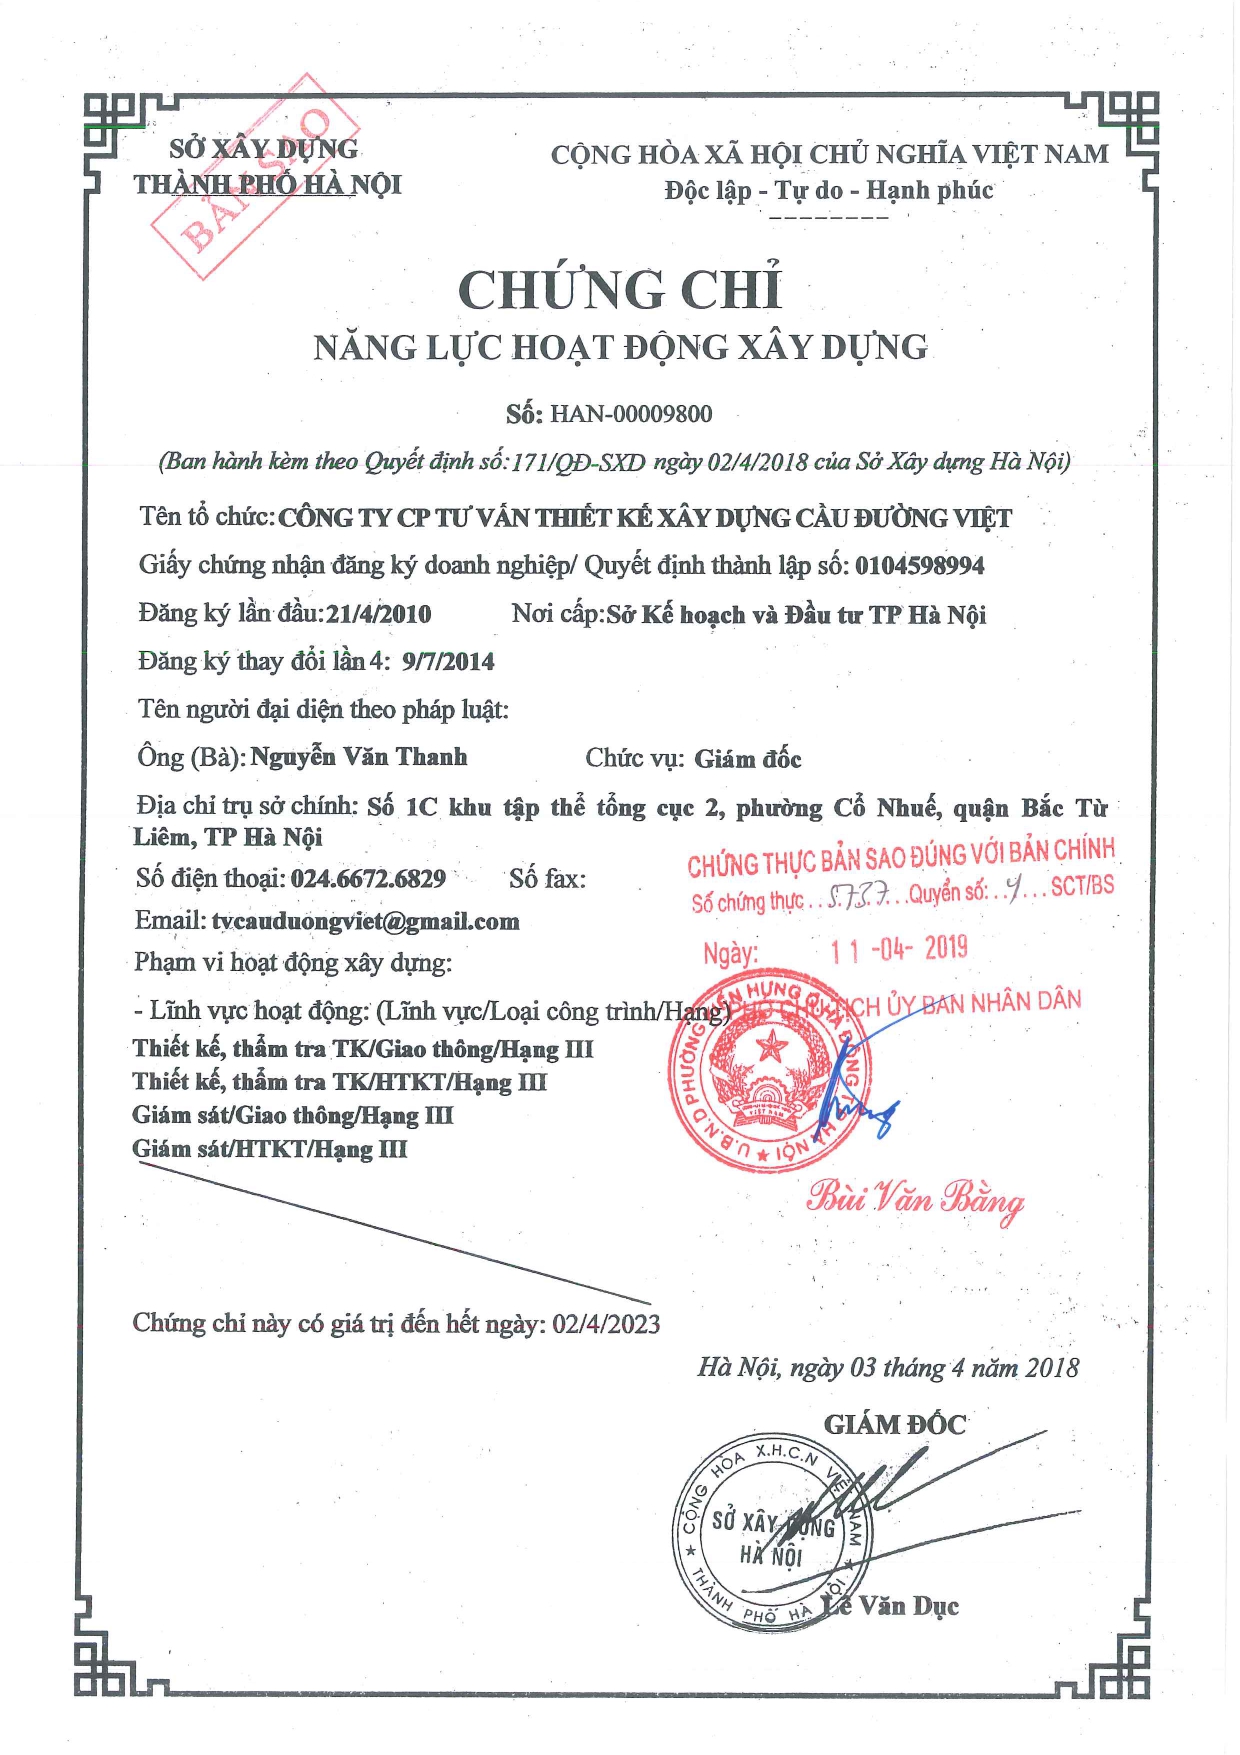 BẢN SAO
SỞ XÂY DỰNG
THÀNH PHỐ HÀ NỘI
CỘNG HÒA XÃ HỘI CHỦ NGHĨA VIỆT NAM
Độc lập - Tự do - Hạnh phúc
--------
CHỨNG CHỈ
NĂNG LỰC HOẠT ĐỘNG XÂY DỰNG
Số: HAN-00009800
(Ban hành kèm theo Quyết định số:171/QĐ-SXD ngày 02/4/2018 của Sở Xây dựng Hà Nội)
Tên tổ chức:CÔNG TY CP TƯ VẤN THIẾT KẾ XÂY DỰNG CẦU ĐƯỜNG VIỆT
Giấy chứng nhận đăng ký doanh nghiệp/ Quyết định thành lập số: 0104598994
Đăng ký lần đầu:21/4/2010 Nơi cấp:Sở Kế hoạch và Đầu tư TP Hà Nội
Đăng ký thay đổi lần 4: 9/7/2014
Tên người đại diện theo pháp luật:
Ông (Bà): Nguyễn Văn Thanh Chức vụ: Giám đốc
Địa chỉ trụ sở chính: Số 1C khu tập thể tổng cục 2, phường Cổ Nhuế, quận Bắc Từ
Liêm, TP Hà Nội
Số điện thoại: 024.6672.6829 Số fax:
Email: tvcauduongviet@gmail.com
Phạm vi hoạt động xây dựng:
- Lĩnh vực hoạt động: (Lĩnh vực/Loại công trình/Hạng)
Thiết kế, thẩm tra TK/Giao thông/Hạng III
Thiết kế, thẩm tra TK/HTKT/Hạng III
Giám sát/Giao thông/Hạng III
Giám sát/HTKT/Hạng III
CHỨNG THỰC BẢN SAO ĐÚNG VỚI BẢN CHÍNH
Số chứng thực...5737...Quyển số:...4...SCT/BS
Ngày: 11 -04- 2019
PHÓ CHỦ TỊCH ỦY BAN NHÂN DÂN
U.B.N.D PHƯỜNG YÊN HƯNG Q. HÀ ĐÔNG T.P HÀ NỘI
VIỆT NAM
Bùi Văn Bằng
Chứng chỉ này có giá trị đến hết ngày: 02/4/2023
Hà Nội, ngày 03 tháng 4 năm 2018
GIÁM ĐỐC
CỘNG HÒA X.H.C.N VIỆT NAM
SỞ XÂY DỰNG
HÀ NỘI
THÀNH PHỐ HÀ NỘI
Lê Văn Dục